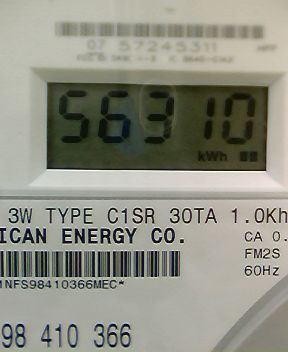 07 57245311
56310
kWh
3W TYPE C1SR 30TA 1.0Kh
ICAN ENERGY CO.
CA 0.
FM2S
60Hz
NFS98410366MEC*
98 410 366